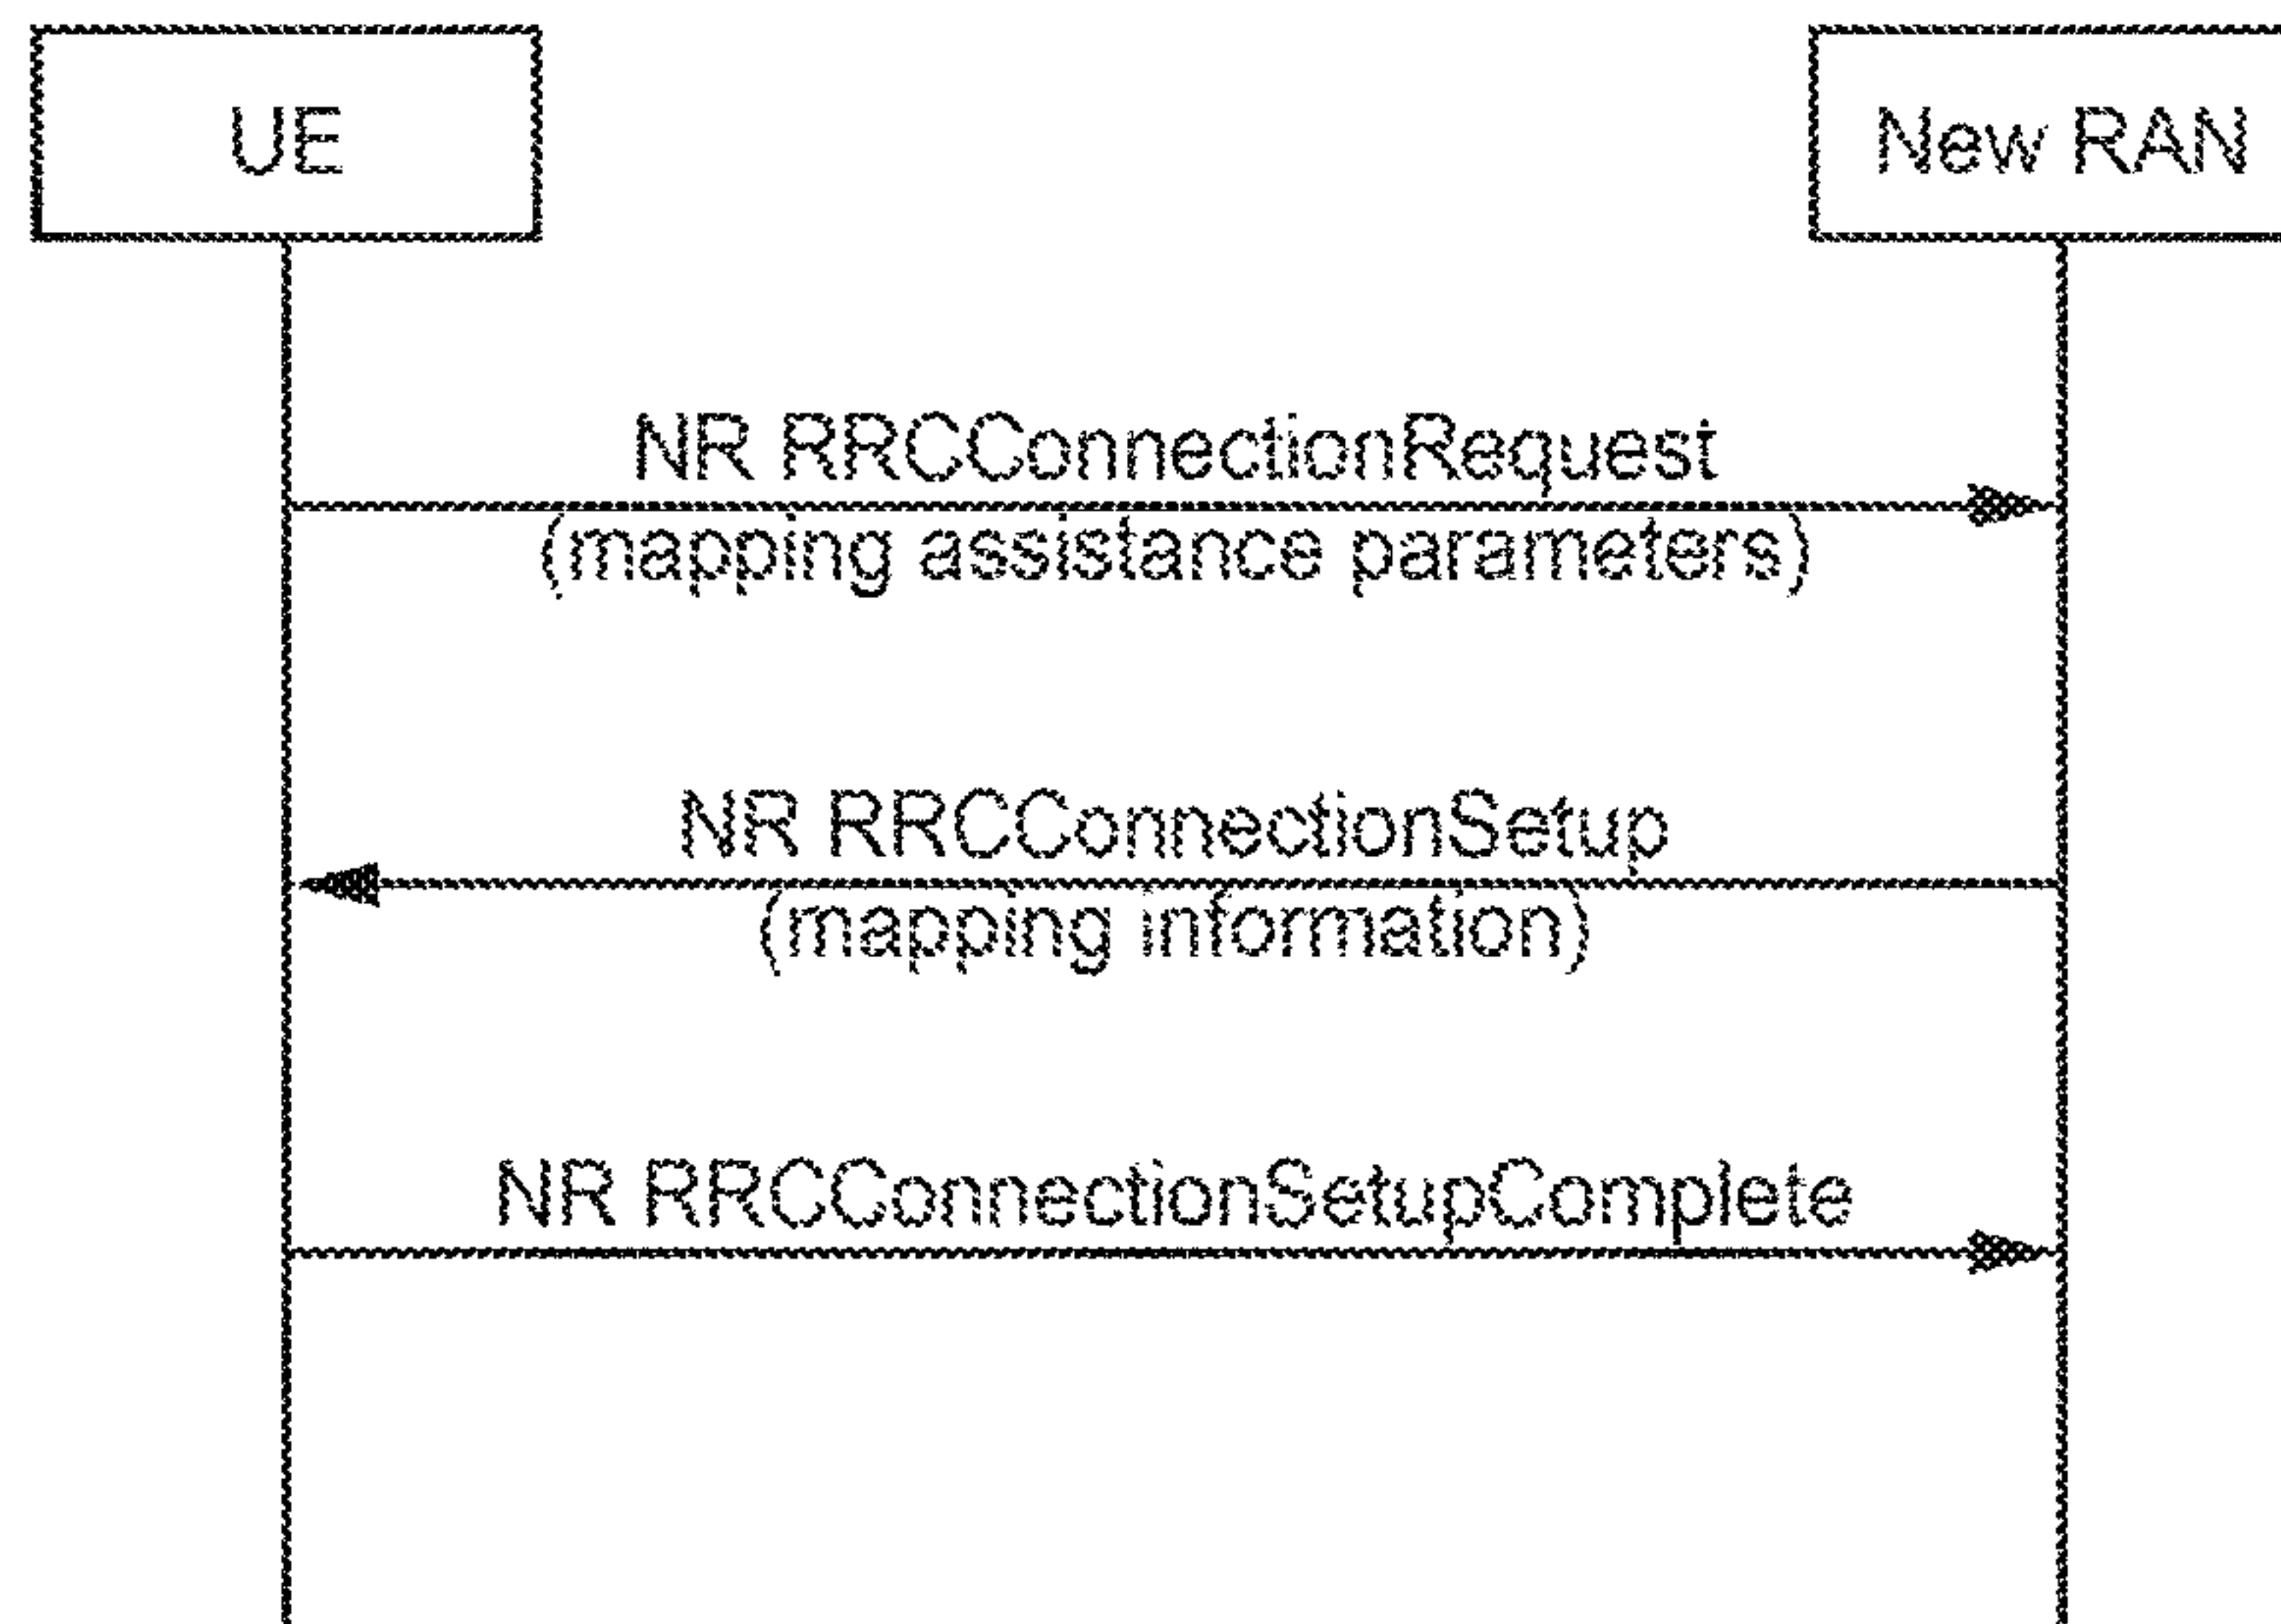 UE
New RAN
NR RRCConnectionRequest
(mapping assistance parameters)
NR RRCConnectionSetup
(mapping information)
NR RRCConnectionSetupComplete